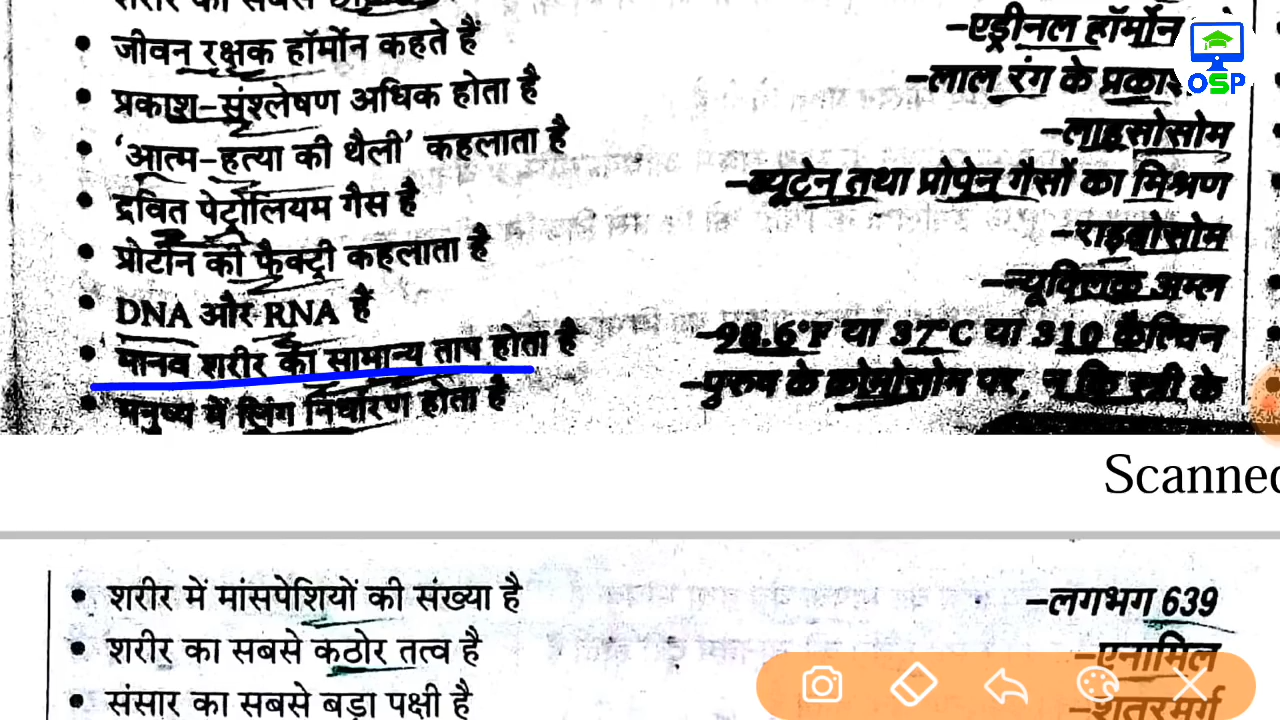 शरीर का सबसे
जीवन रक्षक हॉर्मोन कहते हैं –एड्रीनल हॉर्मोन
OSP
प्रकाश–संश्लेषण अधिक होता है –लाल रंग के
'आत्म–हत्या की थैली' कहलाता है –लाइसोसोम
द्रवित पेट्रोलियम गैस है –ब्यूटेन तथा प्रोपेन गैसों का मिश्रण
प्रोटीन की फैक्ट्री कहलाता है –राइबोसोम
DNA और RNA हैं –न्यूक्लिक अम्ल
मानव शरीर का सामान्य ताप होता है –98.6°F या 37°C या 310 कैल्विन
मनुष्य में लिंग निर्धारण होता है –पुरुष के क्रोमोसोम पर, न कि स्त्री के
Scanned
शरीर में मांसपेशियों की संख्या है –लगभग 639
शरीर का सबसे कठोर तत्व है –एनामिल
संसार का सबसे बड़ा पक्षी है –शुतुरमुर्ग